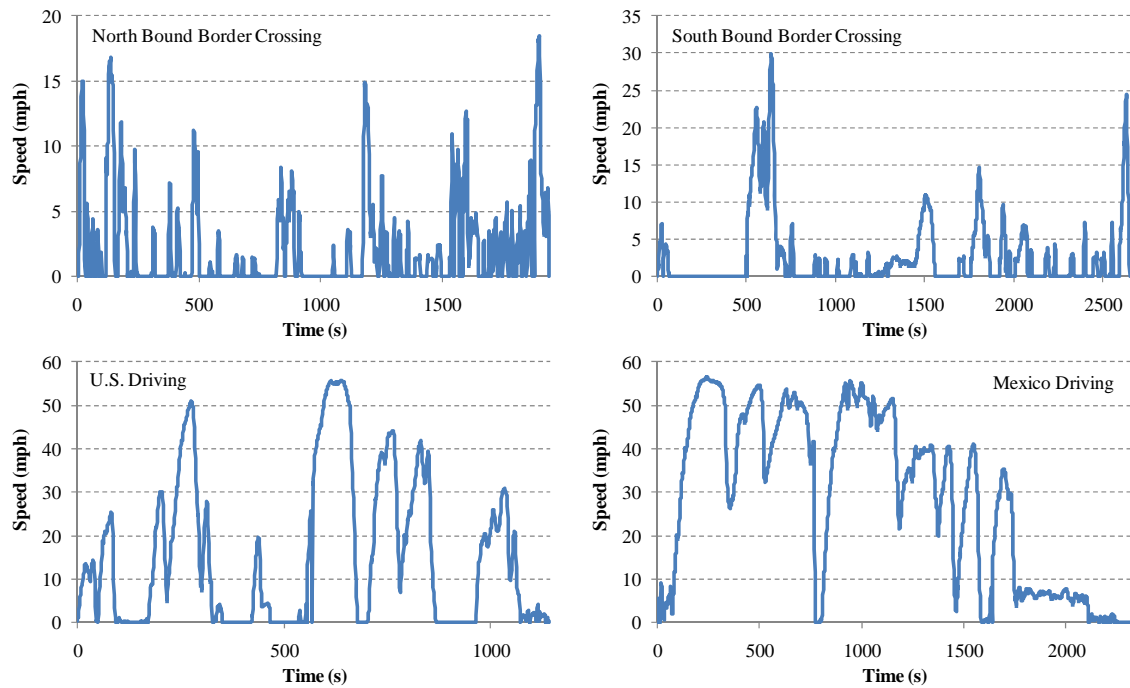 North Bound Border Crossing
Speed (mph)
20
15
10
5
0
0 500 1000 1500
Time (s)
South Bound Border Crossing
Speed (mph)
35
30
25
20
15
10
5
0
0 500 1000 1500 2000 2500
Time (s)
U.S. Driving
Speed (mph)
60
50
40
30
20
10
0
0 500 1000
Time (s)
Mexico Driving
Speed (mph)
60
50
40
30
20
10
0
0 500 1000 1500 2000
Time (s)